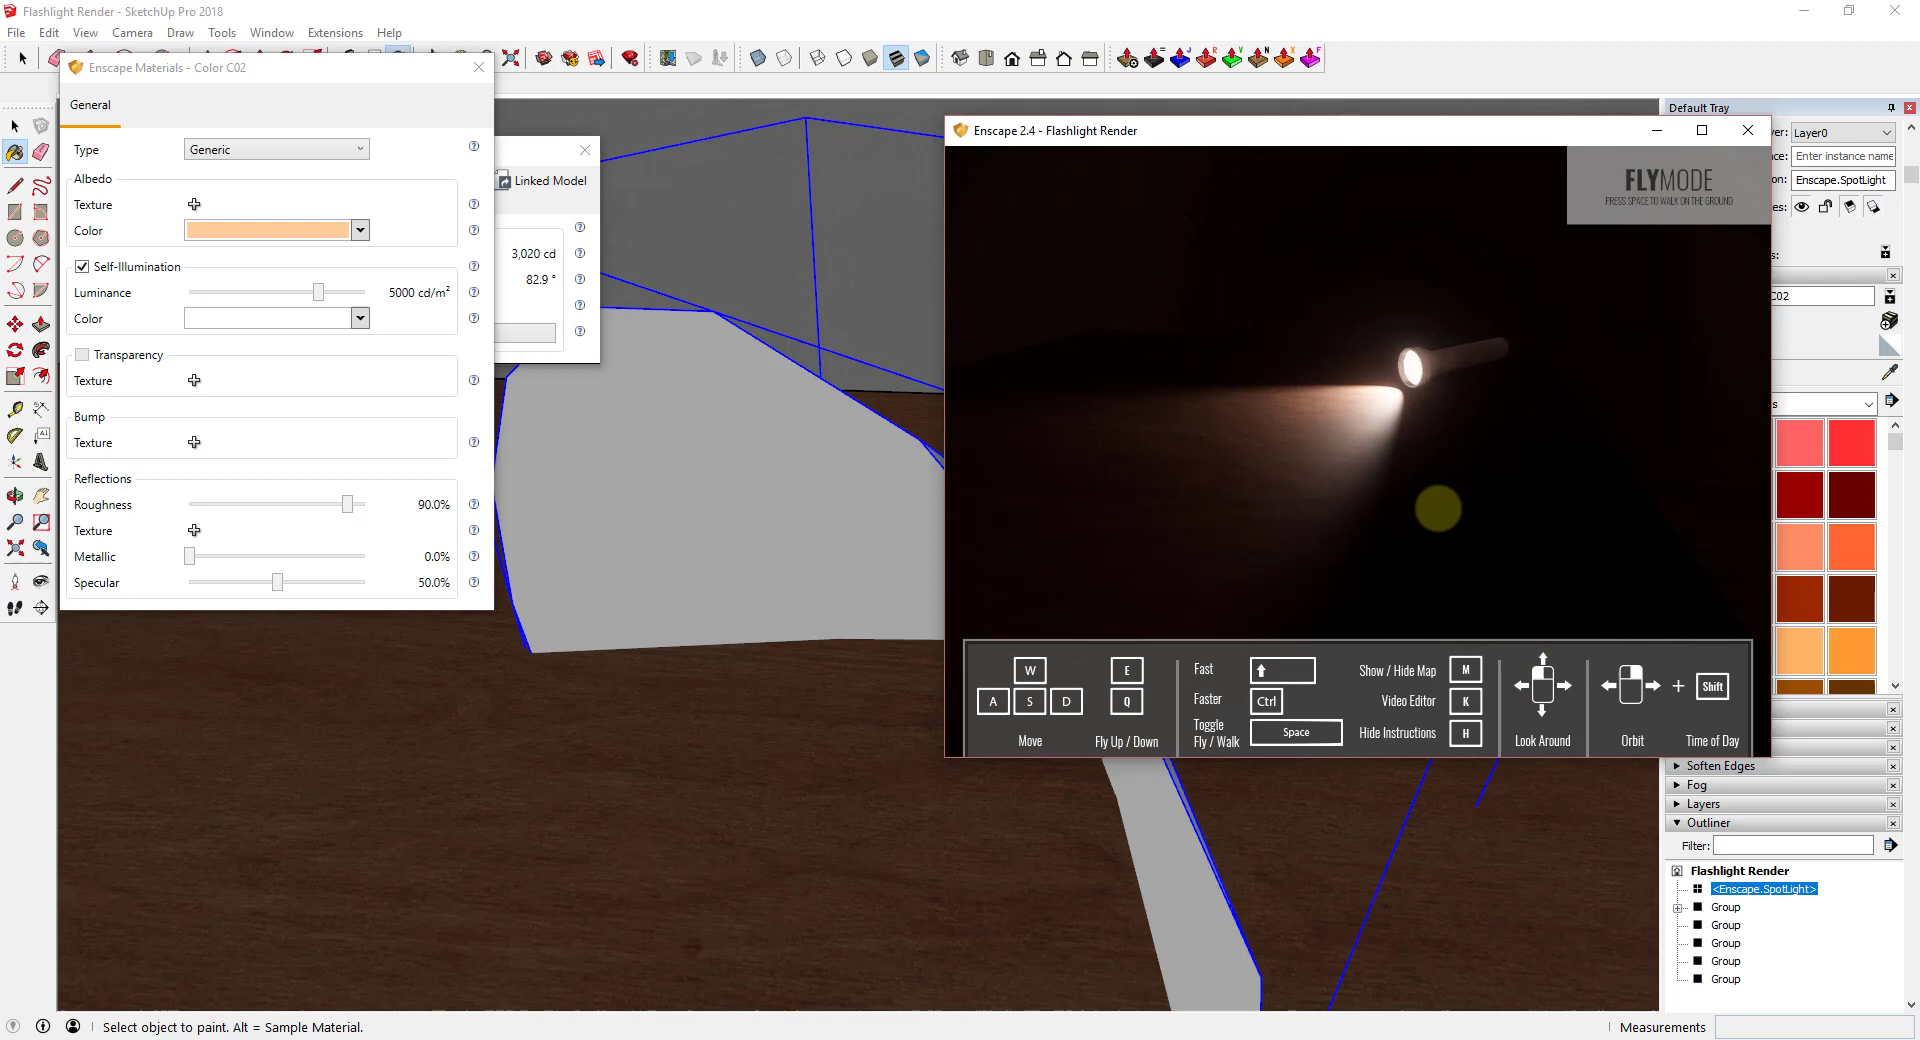 Flashlight Render - SketchUp Pro 2018
File Edit View Camera Draw Tools Window Extensions Help
Enscape Materials - Color C02
General
Type Generic
Albedo
Texture
Color
Self-Illumination
Luminance 5000 cd/m²
Color
Transparency
Texture
Bump
Texture
Reflections
Roughness 90.0%
Texture
Metallic 0.0%
Specular 50.0%
Linked Model
3,020 cd
82.9 °
Enscape 2.4 - Flashlight Render
FLYMODE
PRESS SPACE TO WALK ON THE GROUND
W
A S D
Move
E
Q
Fly Up / Down
Fast
Faster Ctrl
Toggle
Fly / Walk
Space
Show / Hide Map M
Video Editor K
Hide Instructions H
Look Around
Orbit
+ Shift
Time of Day
Default Tray
er: Layer0
ce: Enter instance name
on: Enscape.SpotLight
es:
s:
C02
s
Soften Edges
Fog
Layers
Outliner
Filter:
Flashlight Render
<Enscape.SpotLight>
Group
Group
Group
Group
Group
Select object to paint. Alt = Sample Material.
Measurements